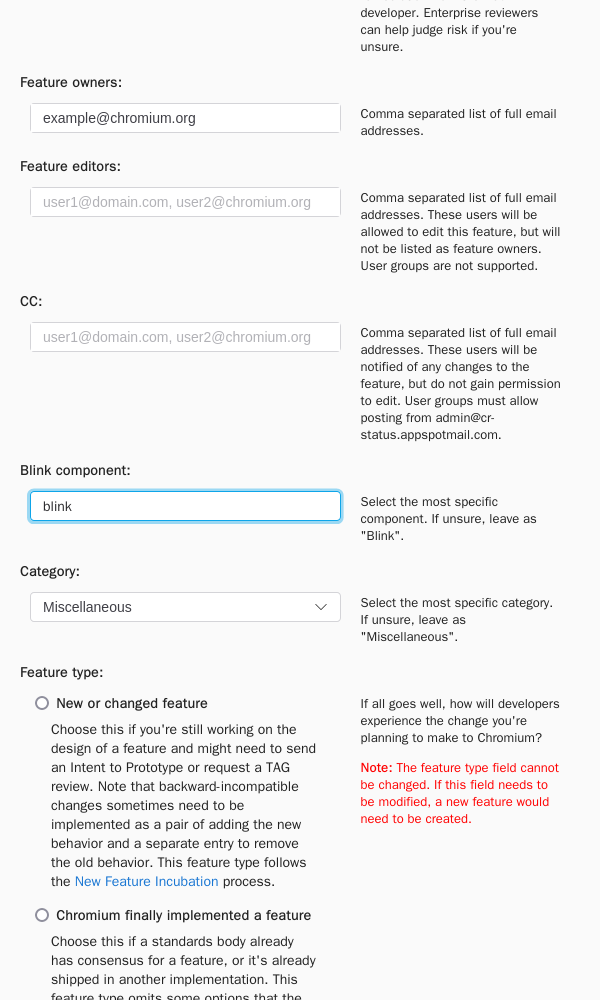 developer. Enterprise reviewers
can help judge risk if you're
unsure.
Feature owners:
example@chromium.org
Comma separated list of full email
addresses.
Feature editors:
user1@domain.com, user2@chromium.org
Comma separated list of full email
addresses. These users will be
allowed to edit this feature, but will
not be listed as feature owners.
User groups are not supported.
CC:
user1@domain.com, user2@chromium.org
Comma separated list of full email
addresses. These users will be
notified of any changes to the
feature, but do not gain permission
to edit. User groups must allow
posting from admin@cr-
status.appspotmail.com.
Blink component:
blink
Select the most specific
component. If unsure, leave as
"Blink".
Category:
Miscellaneous
Select the most specific category.
If unsure, leave as
"Miscellaneous".
Feature type:
New or changed feature
Choose this if you're still working on the
design of a feature and might need to send
an Intent to Prototype or request a TAG
review. Note that backward-incompatible
changes sometimes need to be
implemented as a pair of adding the new
behavior and a separate entry to remove
the old behavior. This feature type follows
the New Feature Incubation process.
If all goes well, how will developers
experience the change you're
planning to make to Chromium?
Note: The feature type field cannot
be changed. If this field needs to
be modified, a new feature would
need to be created.
Chromium finally implemented a feature
Choose this if a standards body already
has consensus for a feature, or it's already
shipped in another implementation. This
feature type omits some options that the